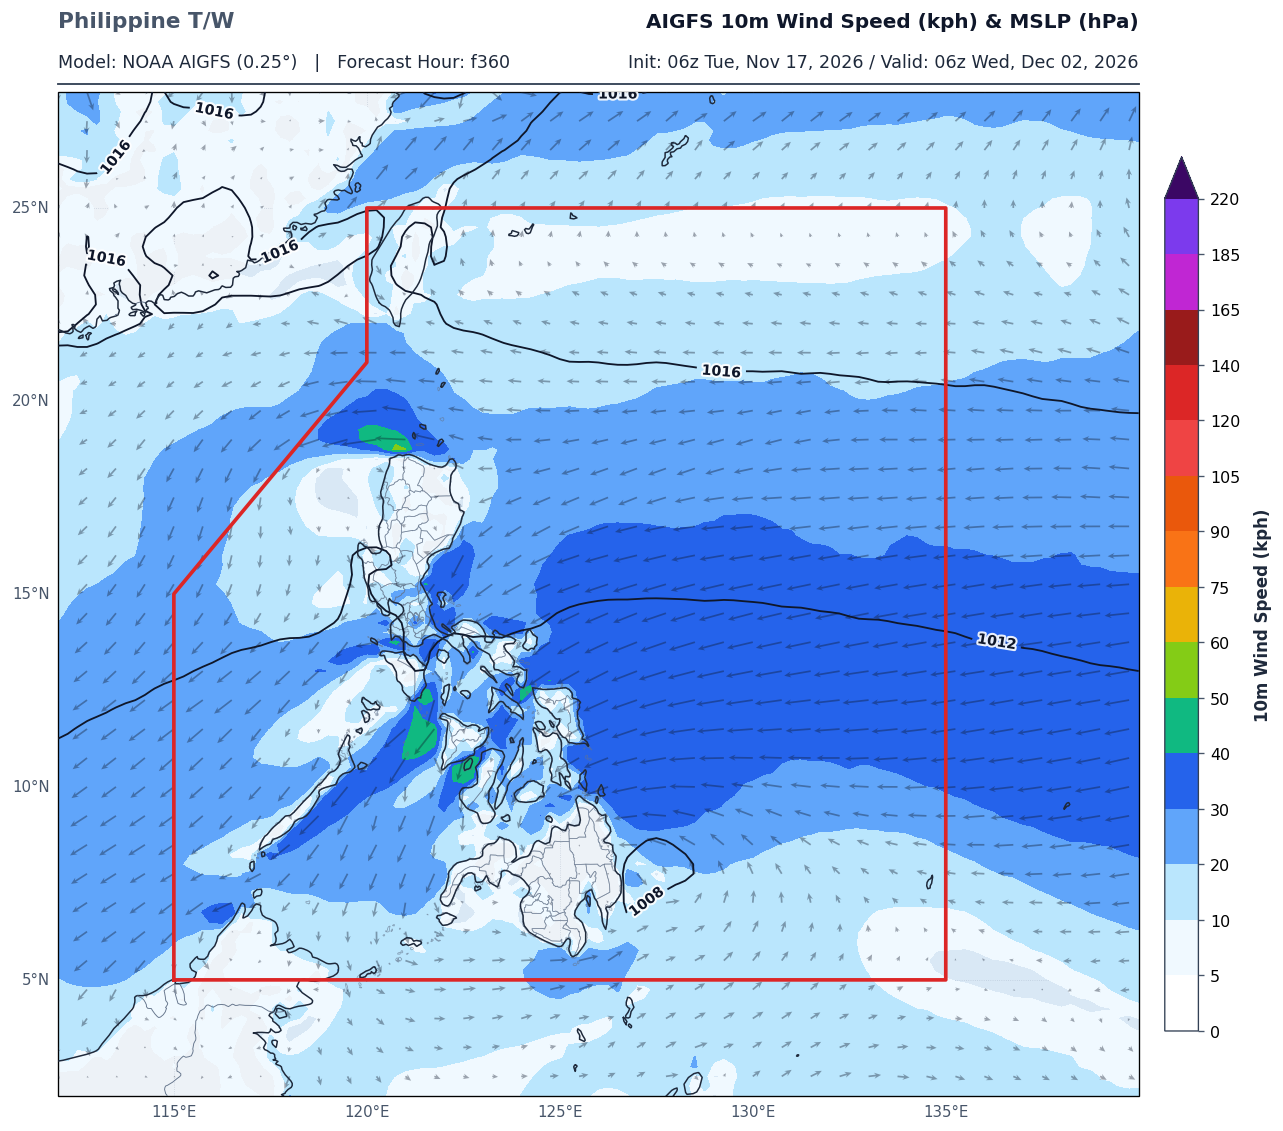 Philippine T/W
AIGFS 10m Wind Speed (kph) & MSLP (hPa)
Model: NOAA AIGFS (0.25°)   |   Forecast Hour: f360
Init: 06z Tue, Nov 17, 2026 / Valid: 06z Wed, Dec 02, 2026
1016
1016
1016
1016
1016
1016
1012
1008
25°N
20°N
15°N
10°N
5°N
115°E
120°E
125°E
130°E
135°E
220
185
165
140
120
105
90
75
60
50
40
30
20
10
5
0
10m Wind Speed (kph)